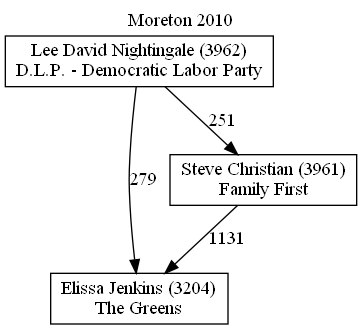 Moreton 2010
Lee David Nightingale (3962)
D.L.P. - Democratic Labor Party
251
279
Steve Christian (3961)
Family First
1131
Elissa Jenkins (3204)
The Greens